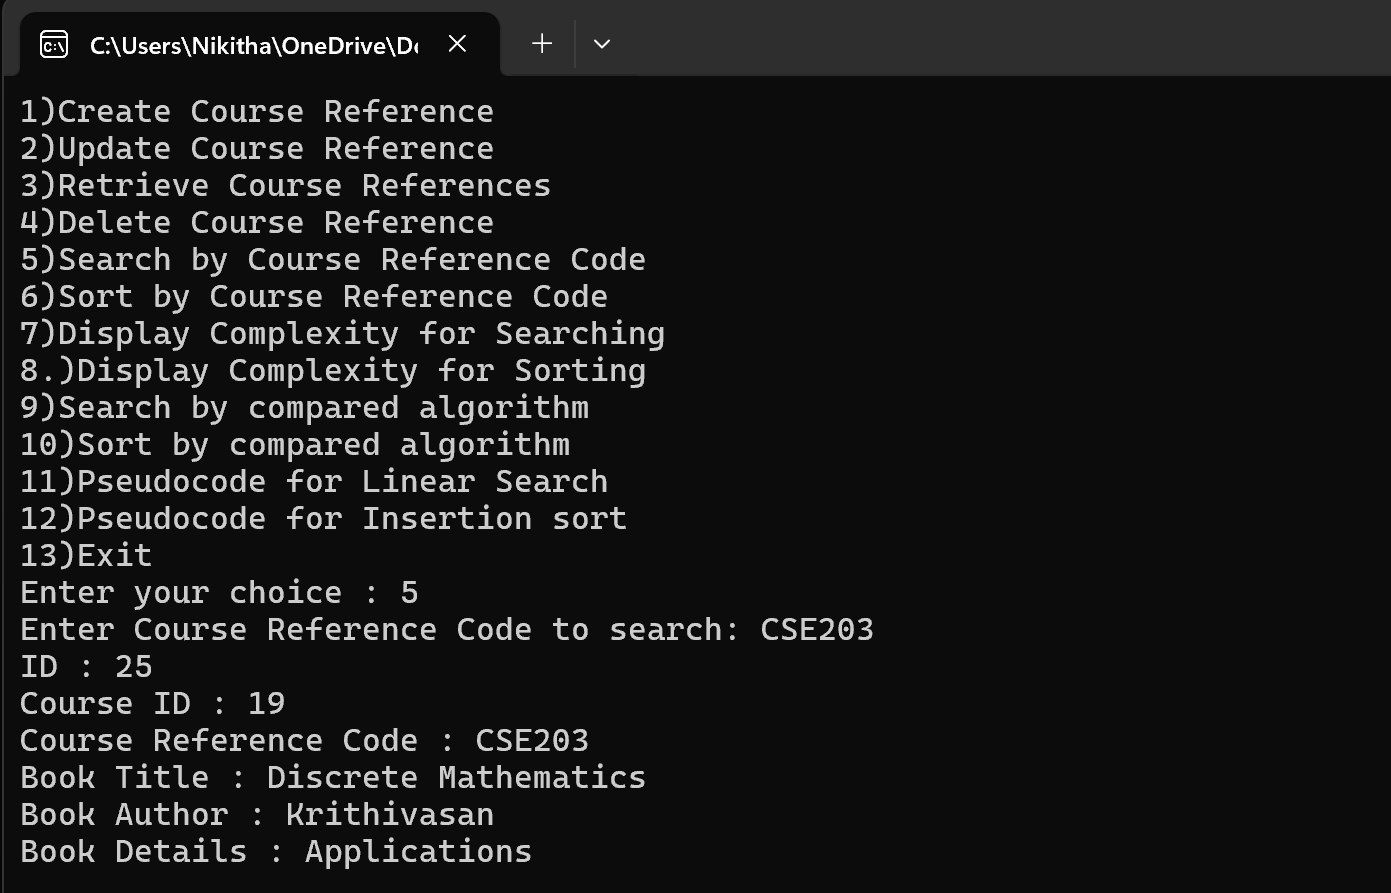 C:\Users\Nikitha\OneDrive\De
1)Create Course Reference
2)Update Course Reference
3)Retrieve Course References
4)Delete Course Reference
5)Search by Course Reference Code
6)Sort by Course Reference Code
7)Display Complexity for Searching
8.)Display Complexity for Sorting
9)Search by compared algorithm
10)Sort by compared algorithm
11)Pseudocode for Linear Search
12)Pseudocode for Insertion sort
13)Exit
Enter your choice : 5
Enter Course Reference Code to search: CSE203
ID : 25
Course ID : 19
Course Reference Code : CSE203
Book Title : Discrete Mathematics
Book Author : Krithivasan
Book Details : Applications